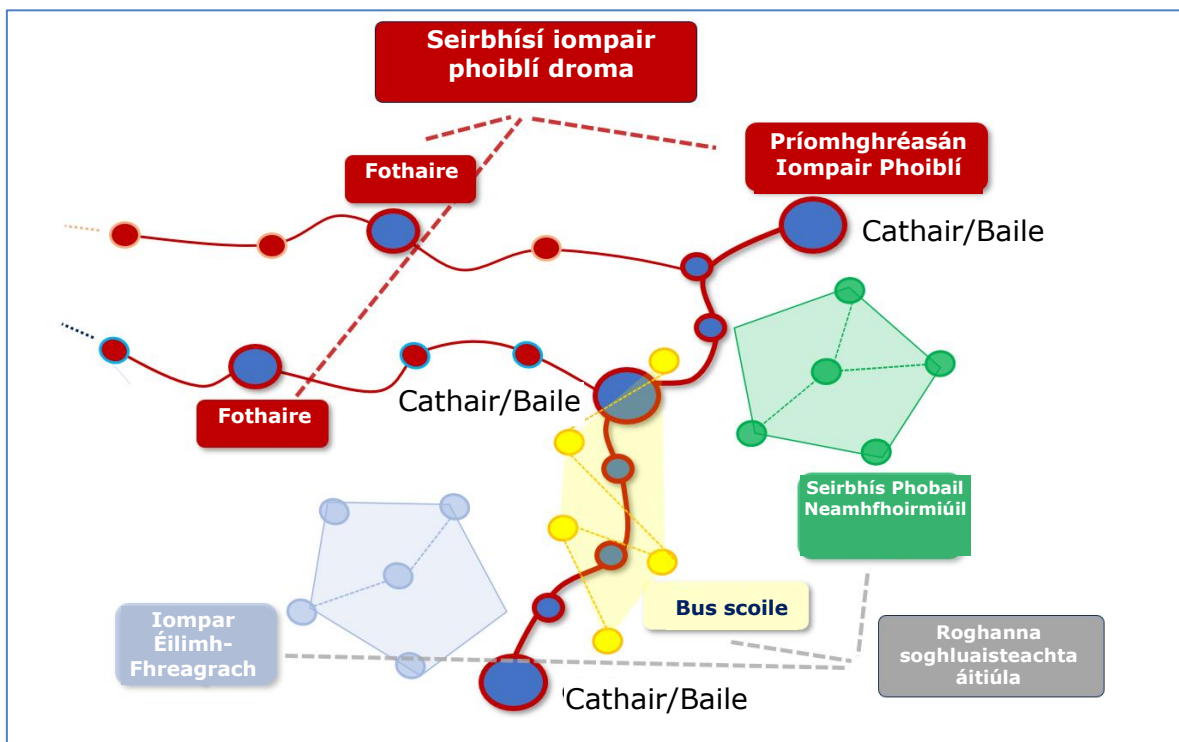 Seirbhísí iompair
phoiblí droma
Príomhghréasán
Iompair Phoiblí
Fothaire
Cathair/Baile
Cathair/Baile
Fothaire
Seirbhís Phobail
Neamhfhoirmiúil
Bus scoile
Iompar
Éilimh-
Fhreagrach
Roghanna
soghluaisteachta
áitiúla
Cathair/Baile